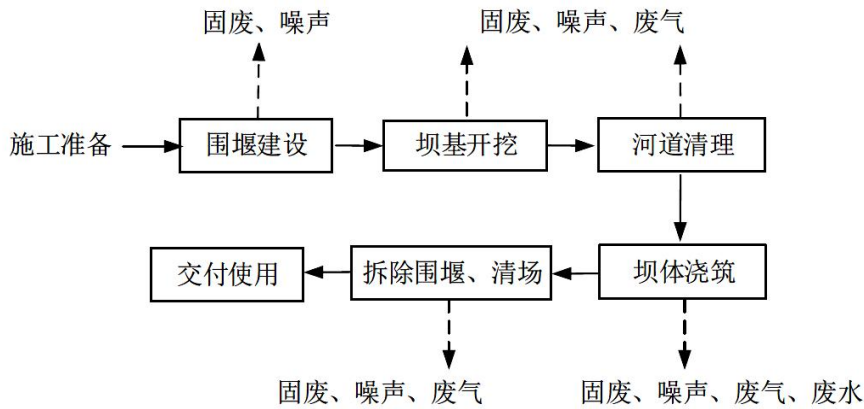 固废、噪声
固废、噪声、废气
施工准备
围堰建设
坝基开挖
河道清理
交付使用
拆除围堰、清场
坝体浇筑
固废、噪声、废气
固废、噪声、废气、废水